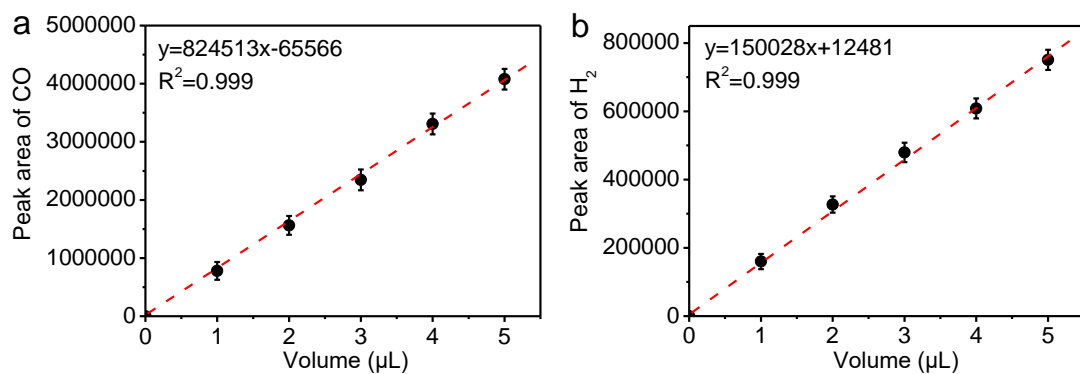 a
y=824513x-65566
R²=0.999
Peak area of CO
5000000
4000000
3000000
2000000
1000000
0
0 1 2 3 4 5
Volume (µL)
b
y=150028x+12481
R²=0.999
Peak area of H₂
800000
600000
400000
200000
0
0 1 2 3 4 5
Volume (µL)